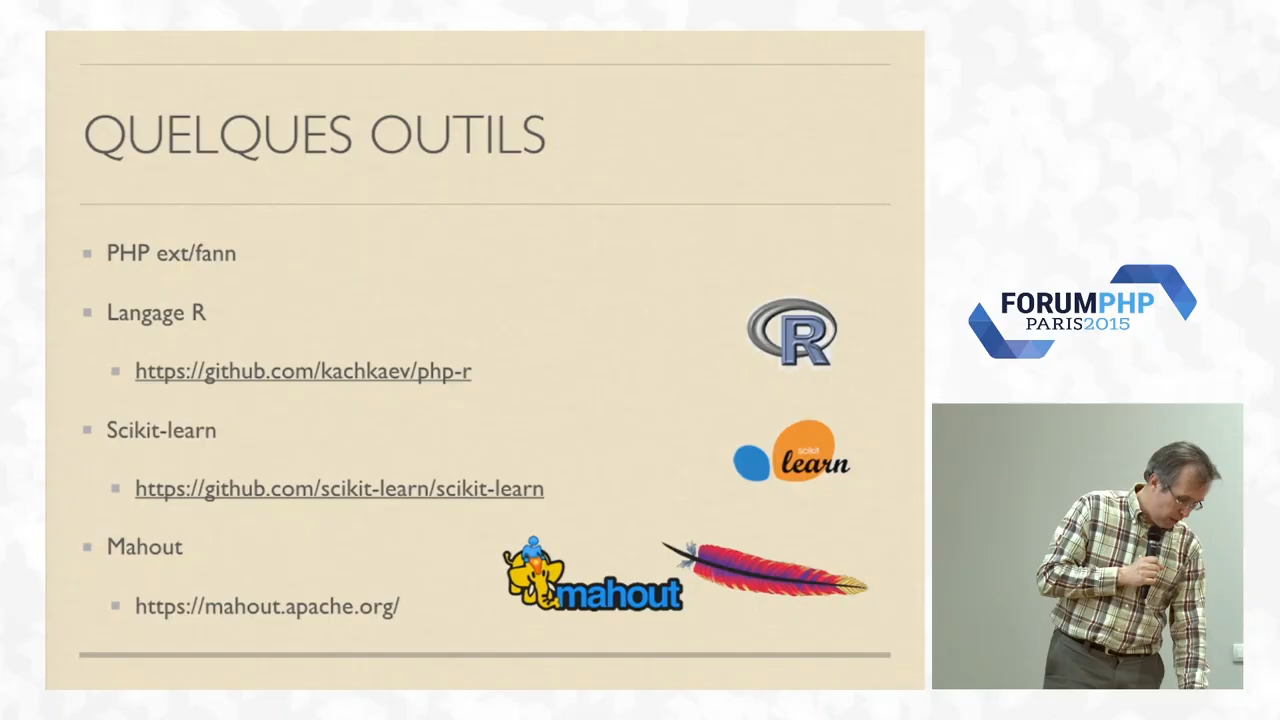 QUELQUES OUTILS
PHP ext/fann
Langage R
https://github.com/kachkaev/php-r
Scikit-learn
https://github.com/scikit-learn/scikit-learn
Mahout
https://mahout.apache.org/
R
scikit
learn
mahout
FORUMPHP
PARIS2015